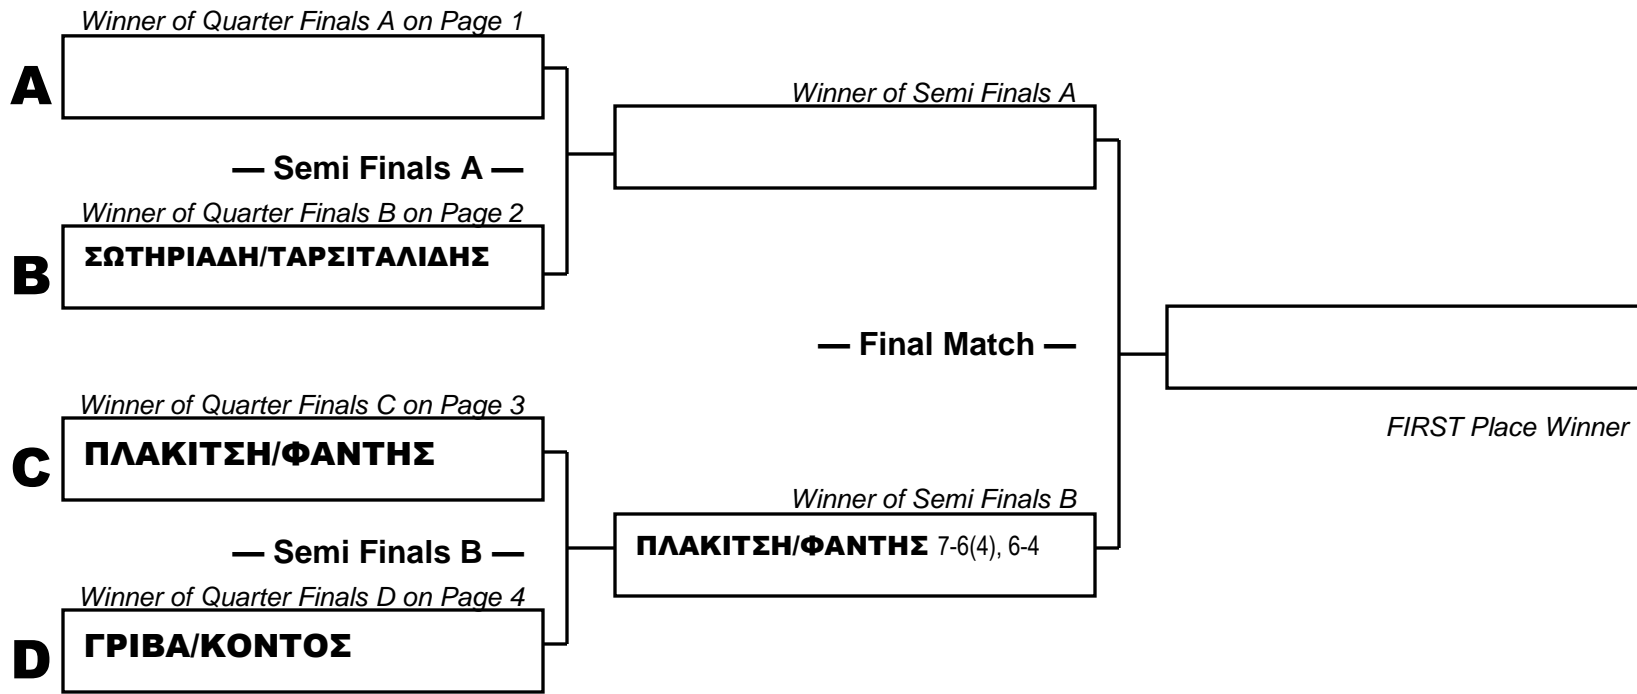 Winner of Quarter Finals A on Page 1
A
Winner of Semi Finals A
— Semi Finals A —
Winner of Quarter Finals B on Page 2
B
ΣΩΤΗΡΙΑΔΗ/ΤΑΡΣΙΤΑΛΙΔΗΣ
— Final Match —
Winner of Quarter Finals C on Page 3
FIRST Place Winner
C
ΠΛΑΚΙΤΣΗ/ΦΑΝΤΗΣ
Winner of Semi Finals B
— Semi Finals B —
ΠΛΑΚΙΤΣΗ/ΦΑΝΤΗΣ 7-6(4), 6-4
Winner of Quarter Finals D on Page 4
D
ΓΡΙΒΑ/ΚΟΝΤΟΣ